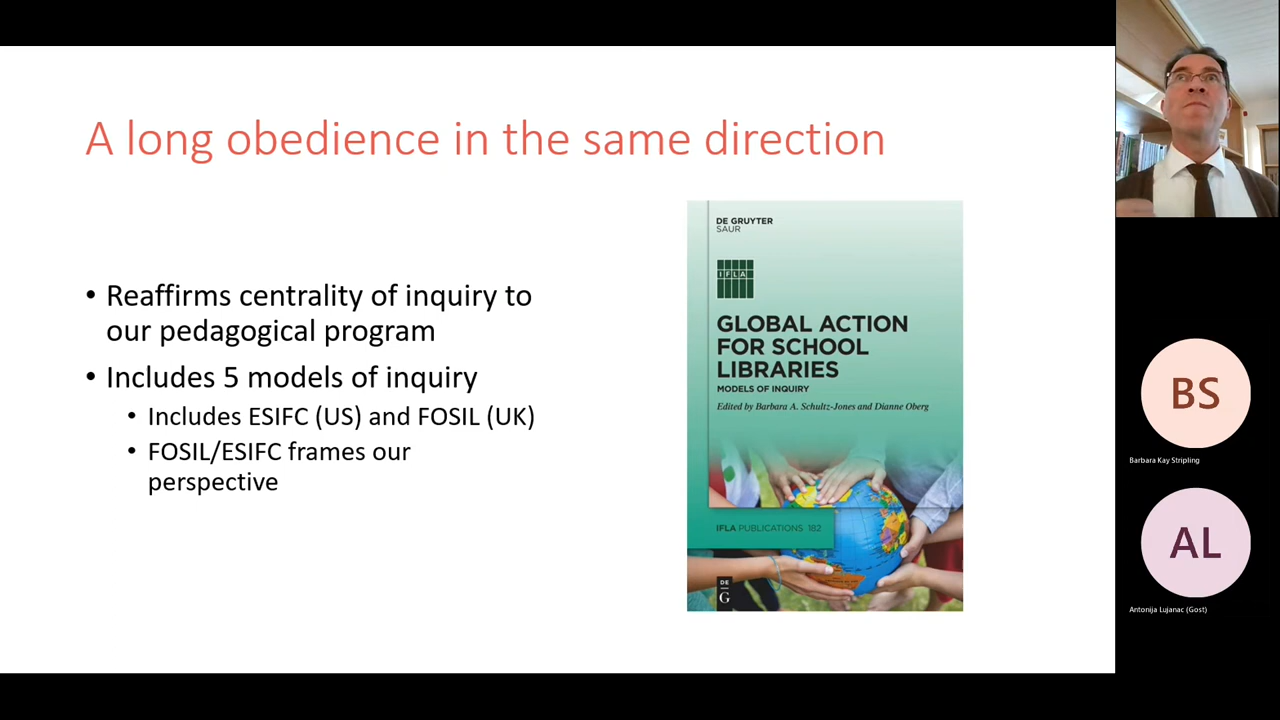 A long obedience in the same direction
• Reaffirms centrality of inquiry to
our pedagogical program
• Includes 5 models of inquiry
• Includes ESIFC (US) and FOSIL (UK)
• FOSIL/ESIFC frames our
perspective
DE GRUYTER
SAUR
IFLA
GLOBAL ACTION
FOR SCHOOL
LIBRARIES
MODELS OF INQUIRY
Edited by Barbara A. Schultz-Jones and Dianne Oberg
IFLA PUBLICATIONS 182
DE
G
BS
Barbara Kay Stripling
AL
Antonija Lujanac (Gost)